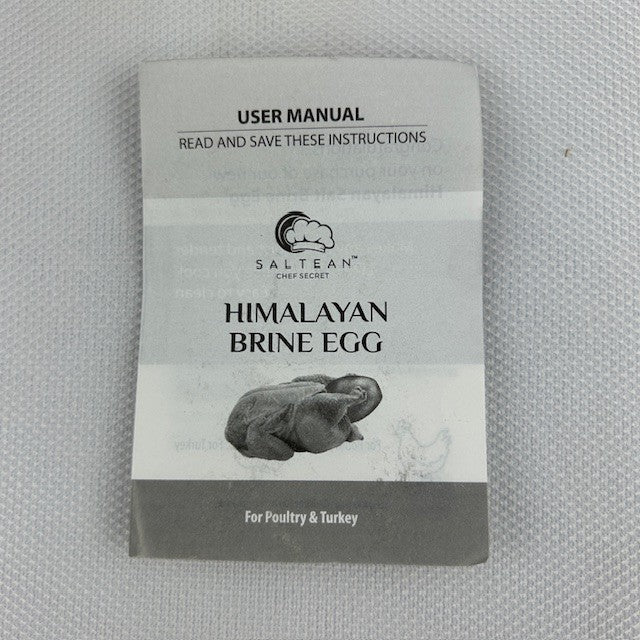 USER MANUAL
READ AND SAVE THESE INSTRUCTIONS
SALTEAN™
CHEF SECRET
HIMALAYAN
BRINE EGG
For Poultry & Turkey